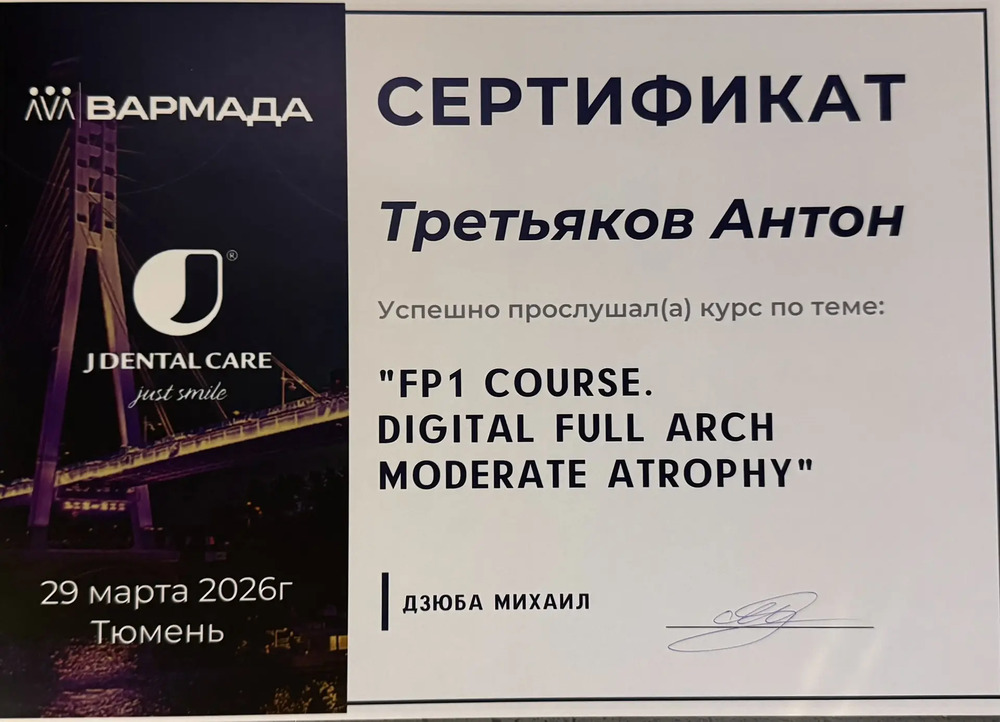 ВАРМАДА
J DENTAL CARE
just smile
29 марта 2026г
Тюмень
СЕРТИФИКАТ
Третьяков Антон
Успешно прослушал(а) курс по теме:
"FP1 COURSE.
DIGITAL FULL ARCH
MODERATE ATROPHY"
ДЗЮБА МИХАИЛ